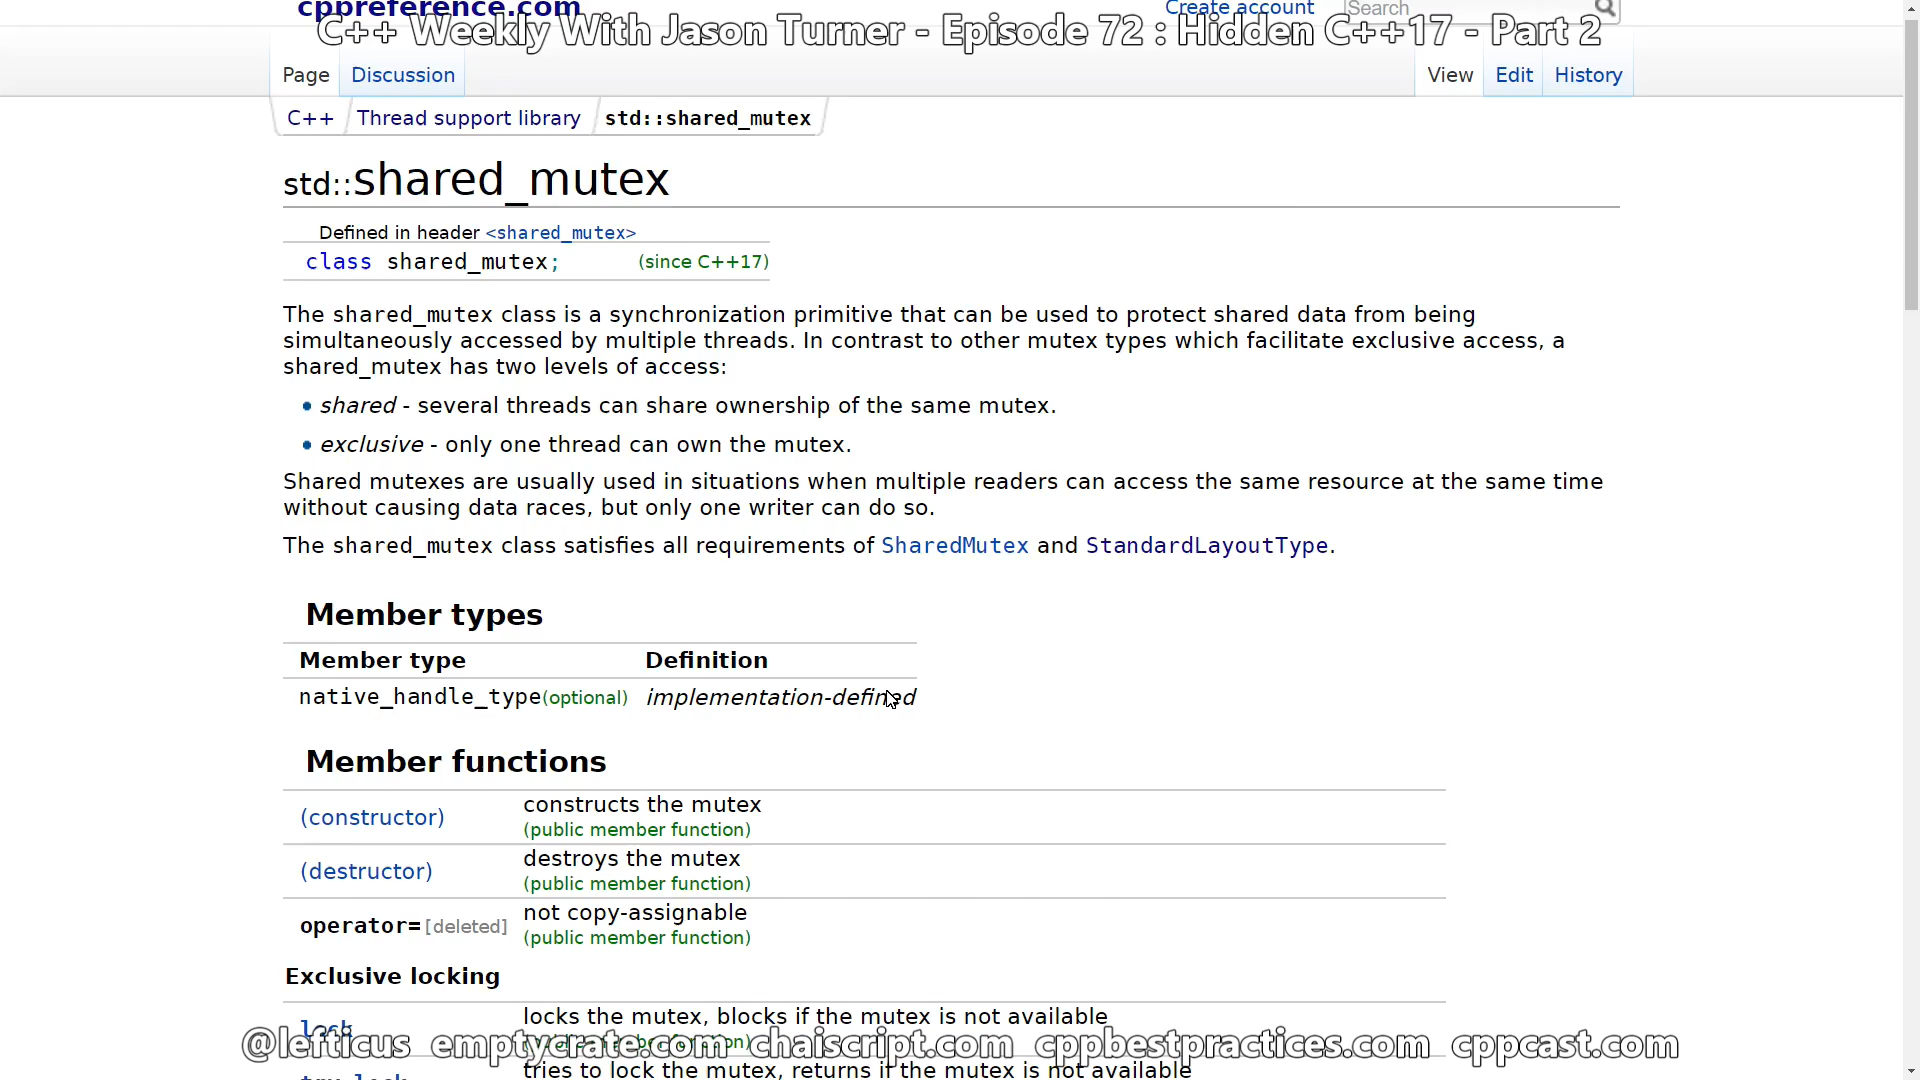 cppreference.com
Create account
Search
C++ Weekly With Jason Turner - Episode 72 : Hidden C++17 - Part 2
Page
Discussion
View
Edit
History
C++
Thread support library
std::shared_mutex
std::shared_mutex
Defined in header <shared_mutex>
class shared_mutex;
(since C++17)
The shared_mutex class is a synchronization primitive that can be used to protect shared data from being
simultaneously accessed by multiple threads. In contrast to other mutex types which facilitate exclusive access, a
shared_mutex has two levels of access:
• shared - several threads can share ownership of the same mutex.
• exclusive - only one thread can own the mutex.
Shared mutexes are usually used in situations when multiple readers can access the same resource at the same time
without causing data races, but only one writer can do so.
The shared_mutex class satisfies all requirements of SharedMutex and StandardLayoutType.
Member types
Member type Definition
native_handle_type(optional) implementation-defined
Member functions
(constructor)
constructs the mutex
(public member function)
(destructor)
destroys the mutex
(public member function)
operator= [deleted]
not copy-assignable
(public member function)
Exclusive locking
lock
locks the mutex, blocks if the mutex is not available
(public member function)
@lefticus emptycrate.com chaiscript.com cppbestpractices.com cppcast.com
try_lock
tries to lock the mutex, returns if the mutex is not available